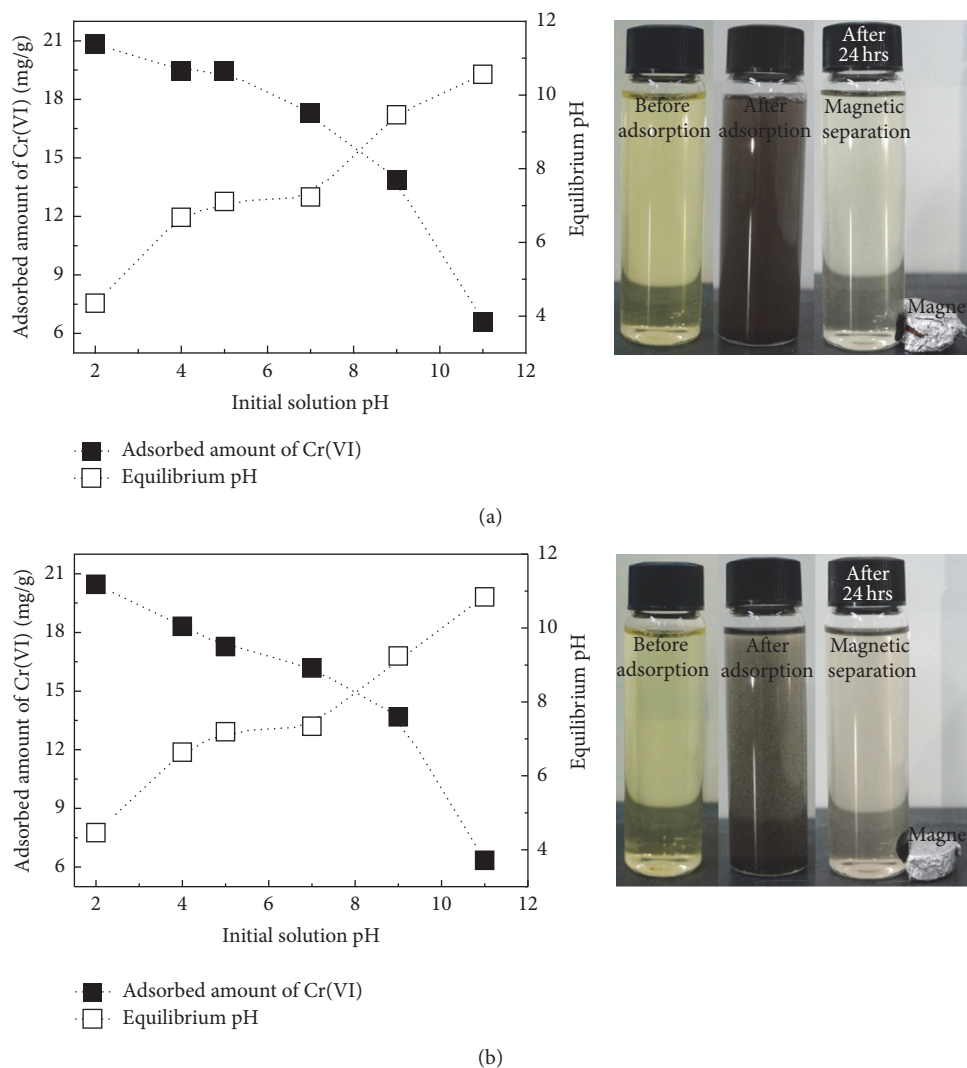 21
18
15
12
9
6
Adsorbed amount of Cr(VI) (mg/g)
12
10
8
6
4
Equilibrium pH
2 4 6 8 10 12
Initial solution pH
Adsorbed amount of Cr(VI)
Equilibrium pH
Before
adsorption
After
adsorption
After
24 hrs
Magnetic
separation
Magne
(a)
21
18
15
12
9
6
Adsorbed amount of Cr(VI) (mg/g)
12
10
8
6
4
Equilibrium pH
2 4 6 8 10 12
Initial solution pH
Adsorbed amount of Cr(VI)
Equilibrium pH
Before
adsorption
After
adsorption
After
24 hrs
Magnetic
separation
Magne
(b)